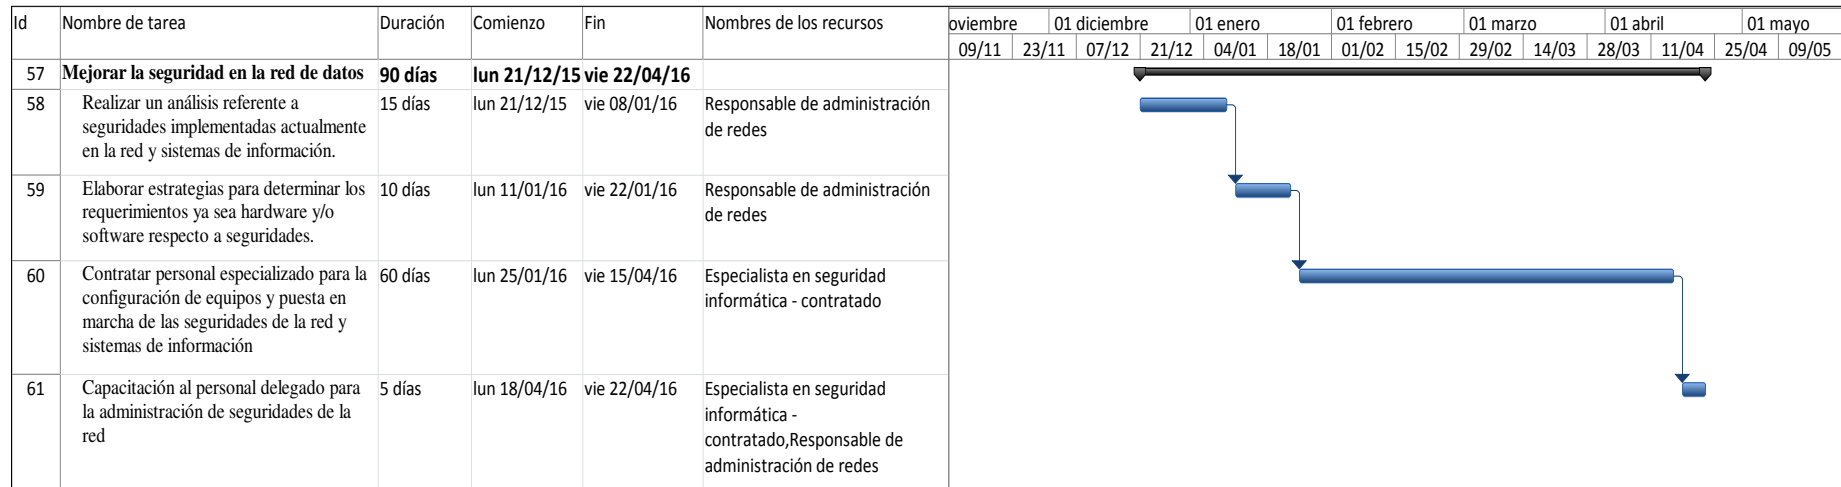 Id Nombre de tarea Duración Comienzo Fin Nombres de los recursos oviembre 01 diciembre 01 enero 01 febrero 01 marzo 01 abril 01 mayo
09/11 23/11 07/12 21/12 04/01 18/01 01/02 15/02 29/02 14/03 28/03 11/04 25/04 09/05
57 Mejorar la seguridad en la red de datos 90 días lun 21/12/15 vie 22/04/16
58 Realizar un análisis referente a 15 días lun 21/12/15 vie 08/01/16 Responsable de administración
seguridades implementadas actualmente de redes
en la red y sistemas de información.
59 Elaborar estrategias para determinar los 10 días lun 11/01/16 vie 22/01/16 Responsable de administración
requerimientos ya sea hardware y/o de redes
software respecto a seguridades.
60 Contratar personal especializado para la 60 días lun 25/01/16 vie 15/04/16 Especialista en seguridad
configuración de equipos y puesta en informática - contratado
marcha de las seguridades de la red y
sistemas de información
61 Capacitación al personal delegado para 5 días lun 18/04/16 vie 22/04/16 Especialista en seguridad
la administración de seguridades de la informática -
red contratado,Responsable de
administración de redes